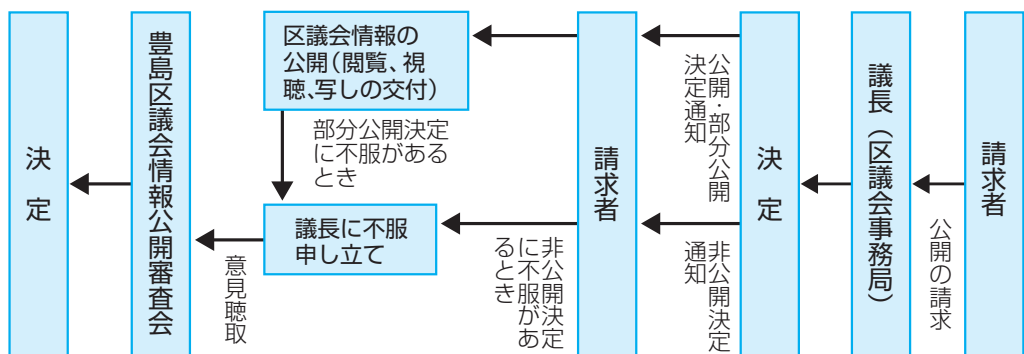 請求者
公開の請求
議長（区議会事務局）
決定
公開・部分公開
決定通知
非公開決定
通知
請求者
区議会情報の
公開（閲覧、視
聴、写しの交付）
部分公開決定
に不服がある
とき
非公開決定
に不服があ
るとき
議長に不服
申し立て
意見聴取
豊島区議会情報公開審査会
決定